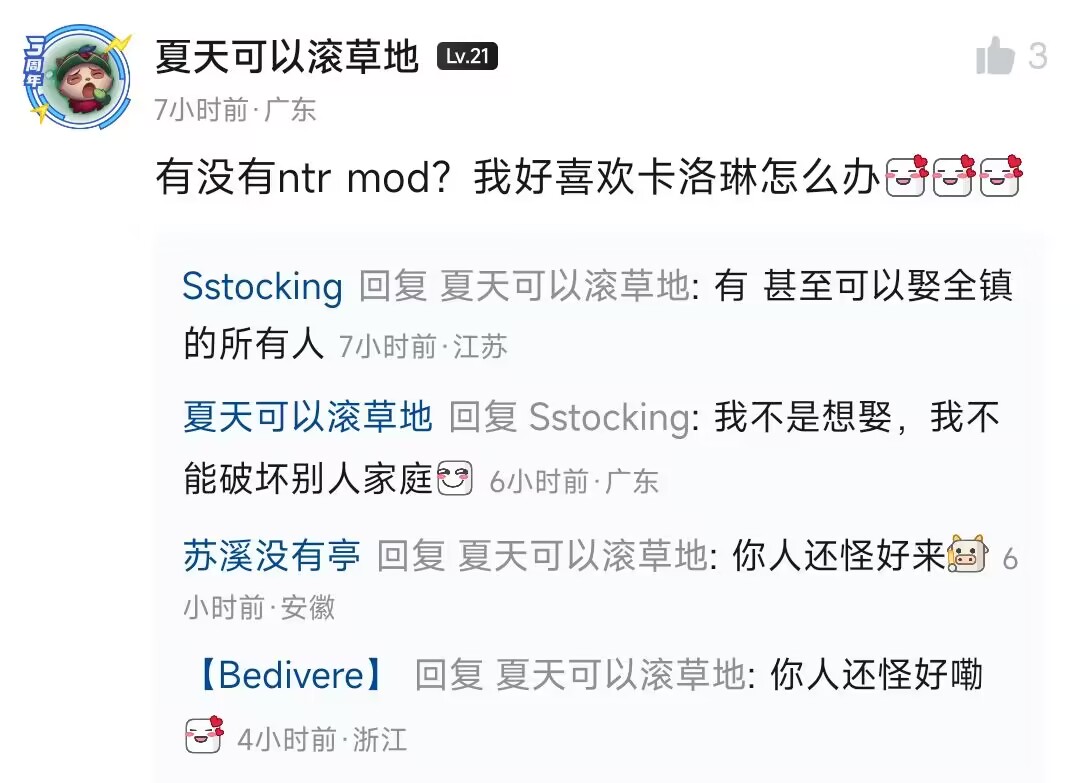 5周年
夏天可以滚草地 Lv.21
3
7小时前·广东
有没有ntr mod？我好喜欢卡洛琳怎么办
Sstocking 回复 夏天可以滚草地: 有 甚至可以娶全镇
的所有人 7小时前·江苏
夏天可以滚草地 回复 Sstocking: 我不是想娶，我不
能破坏别人家庭 6小时前·广东
苏溪没有亭 回复 夏天可以滚草地: 你人还怪好来 6
小时前·安徽
【Bedivere】 回复 夏天可以滚草地: 你人还怪好嘞
4小时前·浙江